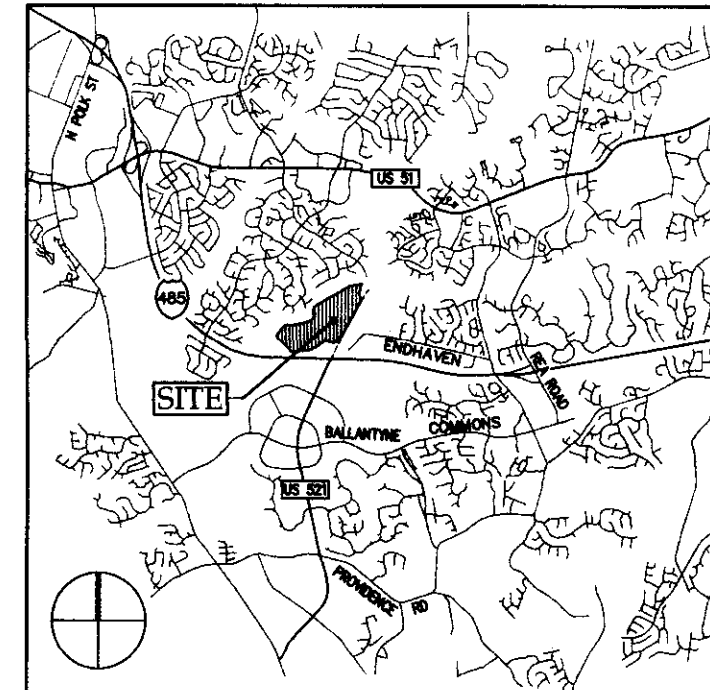 N POLK ST
US 51
485
ENDHAVEN
REA ROAD
SITE
BALLANTYNE COMMONS
US 521
PROVIDENCE RD